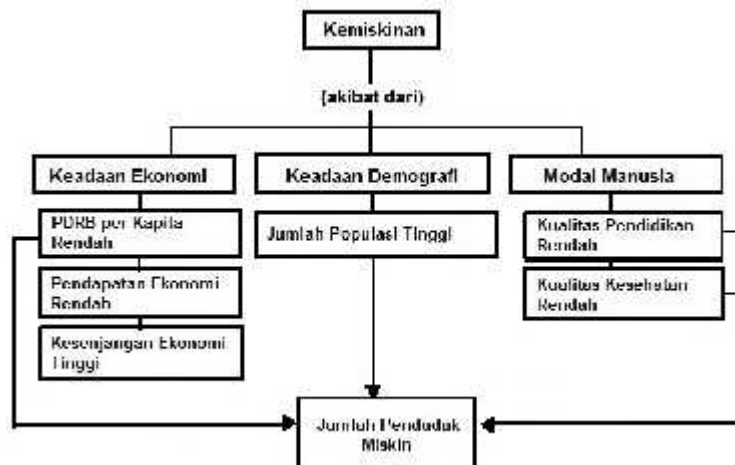 Kemiskinan
(akibat dari)
Keadaan Ekonomi
Keadaan Demografi
Modal Manusia
PDRB per Kapita
Rendah
Jumlah Populasi Tinggi
Kualitas Pendidikan
Rendah
Pendapatan Ekonomi
Rendah
Kualitas Kesehatan
Rendah
Kesenjangan Ekonomi
Tinggi
Jumlah Penduduk
Miskin